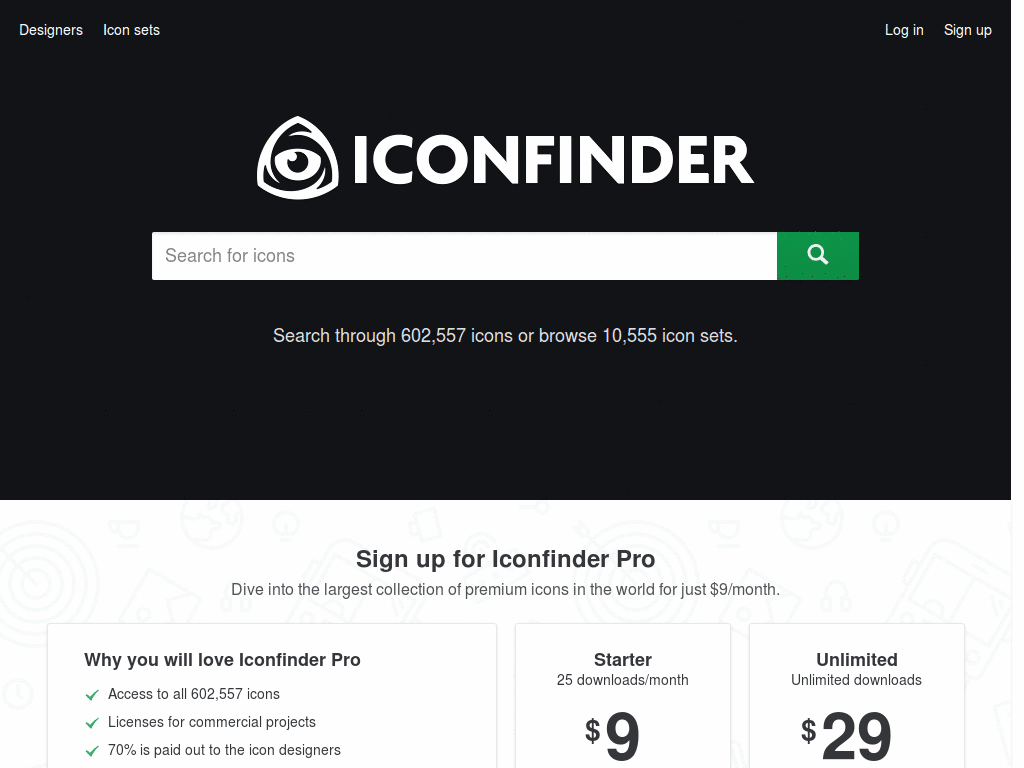 Designers Icon sets Log in Sign up
ICONFINDER
Search for icons
Search through 602,557 icons or browse 10,555 icon sets.
Sign up for Iconfinder Pro
Dive into the largest collection of premium icons in the world for just $9/month.
Why you will love Iconfinder Pro
Access to all 602,557 icons
Licenses for commercial projects
70% is paid out to the icon designers
Starter
25 downloads/month
$9
Unlimited
Unlimited downloads
$29